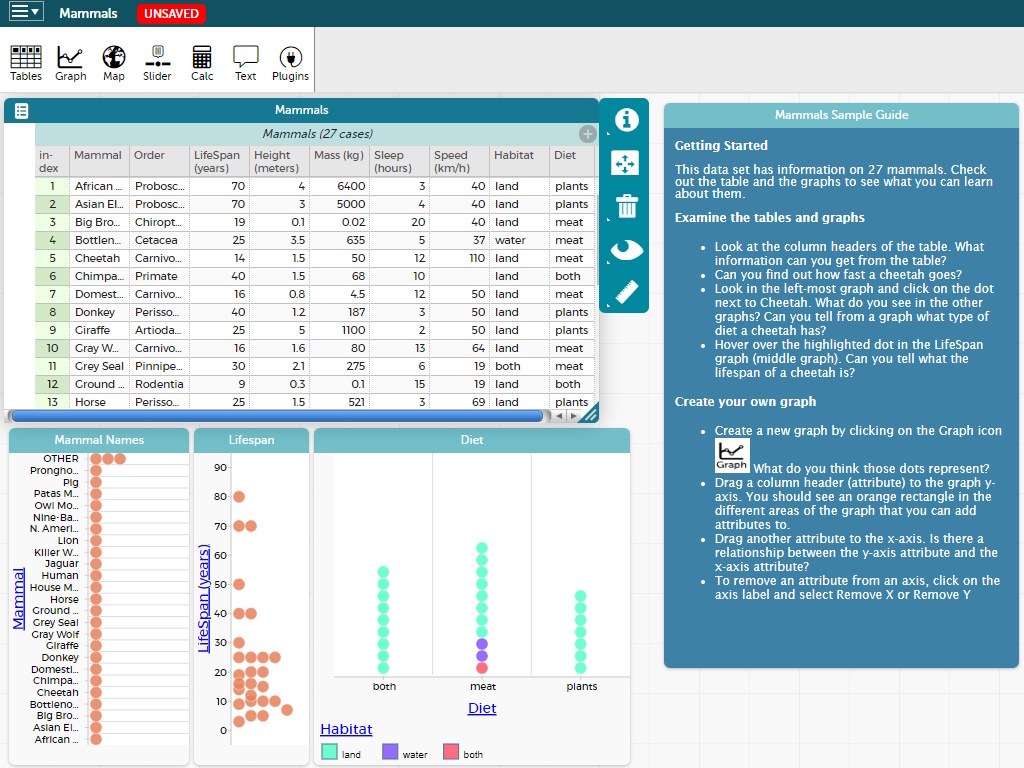 Mammals UNSAVED
Tables Graph Map Slider Calc Text Plugins
Mammals
Mammals (27 cases)
in-dex Mammal Order LifeSpan (years) Height (meters) Mass (kg) Sleep (hours) Speed (km/h) Habitat Diet
1 African ... Probosc... 70 4 6400 3 40 land plants
2 Asian El... Probosc... 70 3 5000 4 40 land plants
3 Big Bro... Chiropt... 19 0.1 0.02 20 40 land meat
4 Bottlen... Cetacea 25 3.5 635 5 37 water meat
5 Cheetah Carnivo... 14 1.5 50 12 110 land meat
6 Chimpa... Primate 40 1.5 68 10 land both
7 Domest... Carnivo... 16 0.8 4.5 12 50 land meat
8 Donkey Perisso... 40 1.2 187 3 50 land plants
9 Giraffe Artioda... 25 5 1100 2 50 land plants
10 Gray W... Carnivo... 16 1.6 80 13 64 land meat
11 Grey Seal Pinnipe... 30 2.1 275 6 19 both meat
12 Ground ... Rodentia 9 0.3 0.1 15 19 land both
13 Horse Perisso... 25 1.5 521 3 69 land plants
Mammal Names
OTHER
Prongho...
Pig
Patas M...
Owl Mo...
Nine-Ba...
N. Ameri...
Lion
Killer W...
Jaguar
Human
House M...
Horse
Ground ...
Grey Seal
Gray Wolf
Giraffe
Donkey
Domesti...
Chimpa...
Cheetah
Bottleno...
Big Bro...
Asian El...
African ...
Mammal
Lifespan
90
80
70
60
50
40
30
20
10
0
LifeSpan (years)
Diet
both meat plants
Diet
Habitat
land water both
Mammals Sample Guide
Getting Started
This data set has information on 27 mammals. Check
out the table and the graphs to see what you can learn
about them.
Examine the tables and graphs
• Look at the column headers of the table. What
information can you get from the table?
• Can you find out how fast a cheetah goes?
• Look in the left-most graph and click on the dot
next to Cheetah. What do you see in the other
graphs? Can you tell from a graph what type of
diet a cheetah has?
• Hover over the highlighted dot in the LifeSpan
graph (middle graph). Can you tell what the
lifespan of a cheetah is?
Create your own graph
• Create a new graph by clicking on the Graph icon
Graph What do you think those dots represent?
• Drag a column header (attribute) to the graph y-
axis. You should see an orange rectangle in the
different areas of the graph that you can add
attributes to.
• Drag another attribute to the x-axis. Is there a
relationship between the y-axis attribute and the
x-axis attribute?
• To remove an attribute from an axis, click on the
axis label and select Remove X or Remove Y